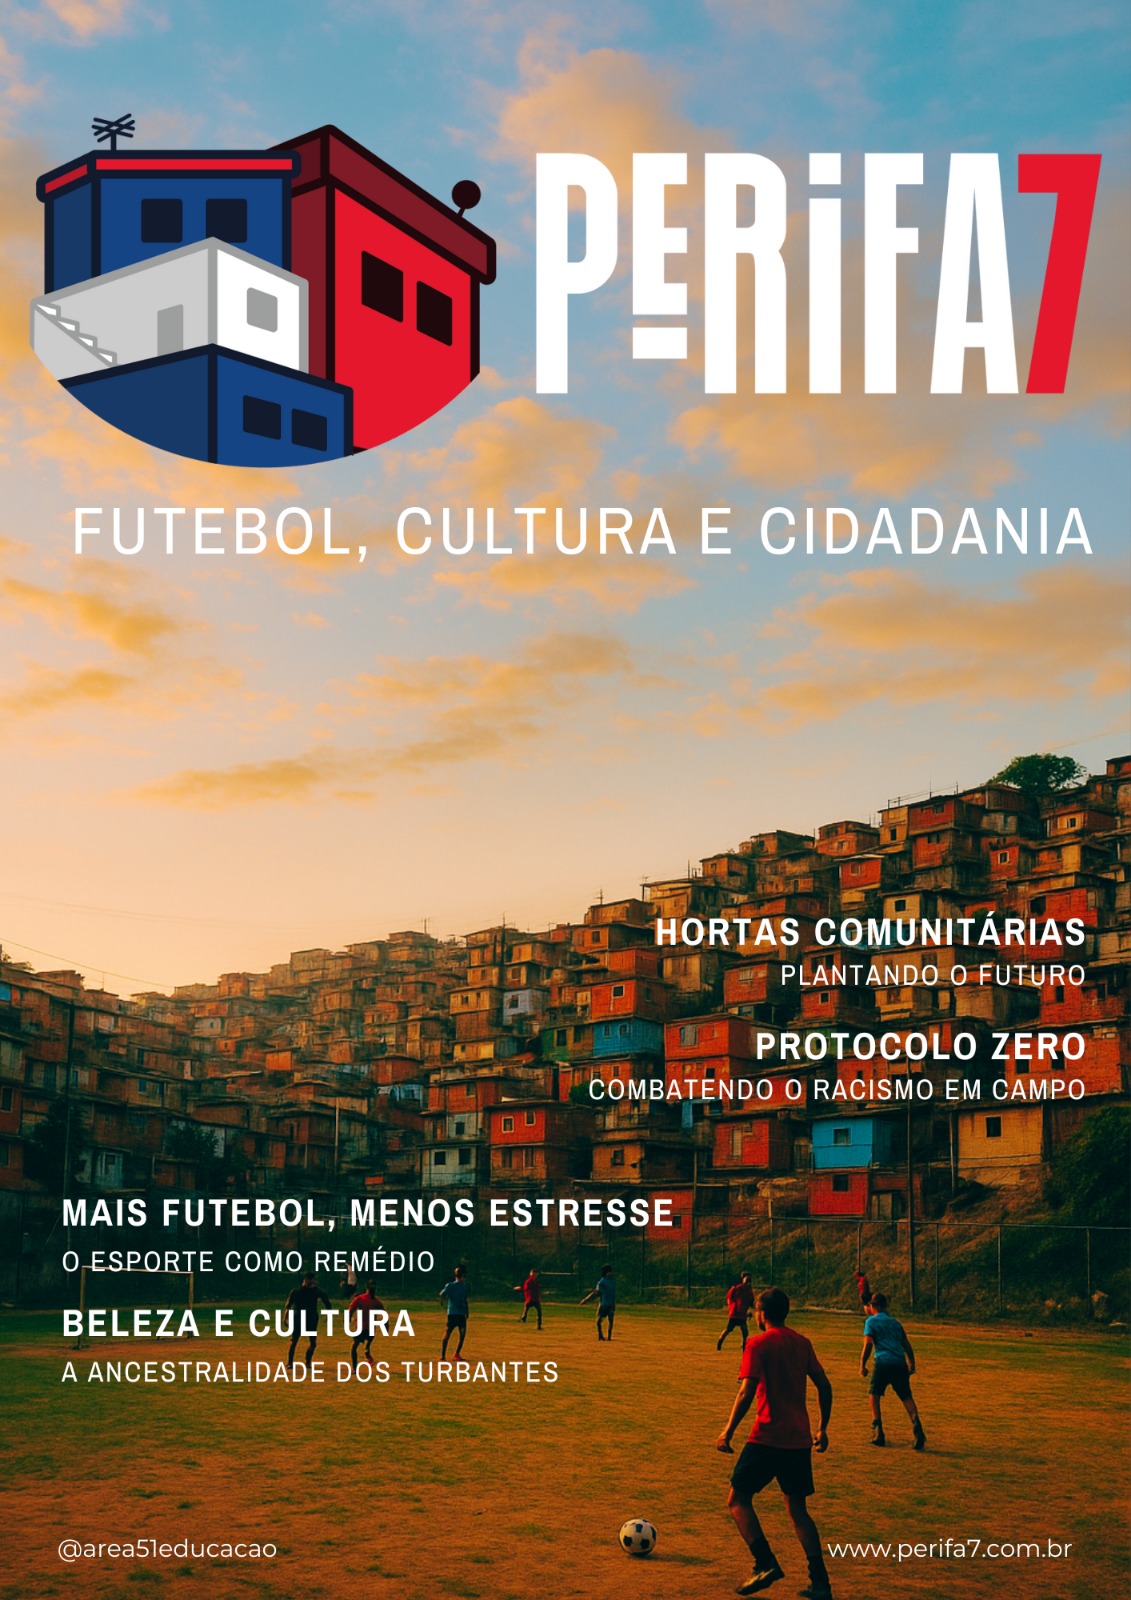 PERiFA7
FUTEBOL, CULTURA E CIDADANIA
HORTAS COMUNITÁRIAS
PLANTANDO O FUTURO
PROTOCOLO ZERO
COMBATENDO O RACISMO EM CAMPO
MAIS FUTEBOL, MENOS ESTRESSE
O ESPORTE COMO REMÉDIO
BELEZA E CULTURA
A ANCESTRALIDADE DOS TURBANTES
@area51educacao
www.perifa7.com.br